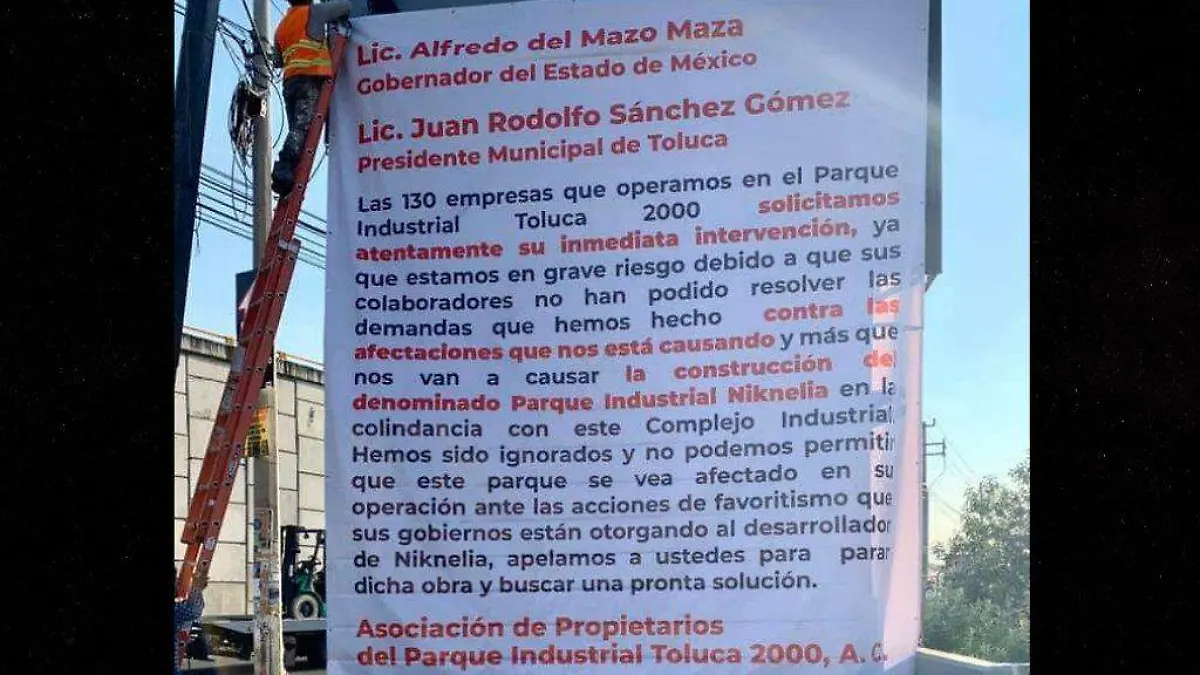 Lic. Alfredo del Mazo Maza
Gobernador del Estado de México
Lic. Juan Rodolfo Sánchez Gómez
Presidente Municipal de Toluca
Las 130 empresas que operamos en el Parque
Industrial Toluca 2000 solicitamos
atentamente su inmediata intervención, ya
que estamos en grave riesgo debido a que sus
colaboradores no han podido resolver las
demandas que hemos hecho contra las
afectaciones que nos está causando y más que
nos van a causar la construcción del
denominado Parque Industrial Niknelia en la
colindancia con este Complejo Industrial.
Hemos sido ignorados y no podemos permitir
que este parque se vea afectado en su
operación ante las acciones de favoritismo que
sus gobiernos están otorgando al desarrollador
de Niknelia, apelamos a ustedes para parar
dicha obra y buscar una pronta solución.
Asociación de Propietarios
del Parque Industrial Toluca 2000, A. C.